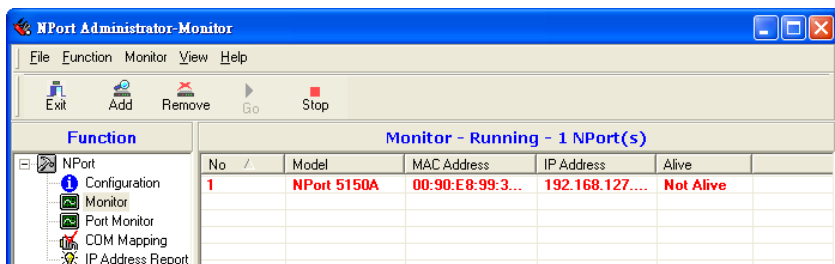 NPort Administrator-Monitor
File Function Monitor View Help
Exit Add Remove Go Stop
Function
Monitor - Running - 1 NPort(s)
NPort
Configuration
Monitor
Port Monitor
COM Mapping
IP Address Report
No Model MAC Address IP Address Alive
1 NPort 5150A 00:90:E8:99:3... 192.168.127.... Not Alive